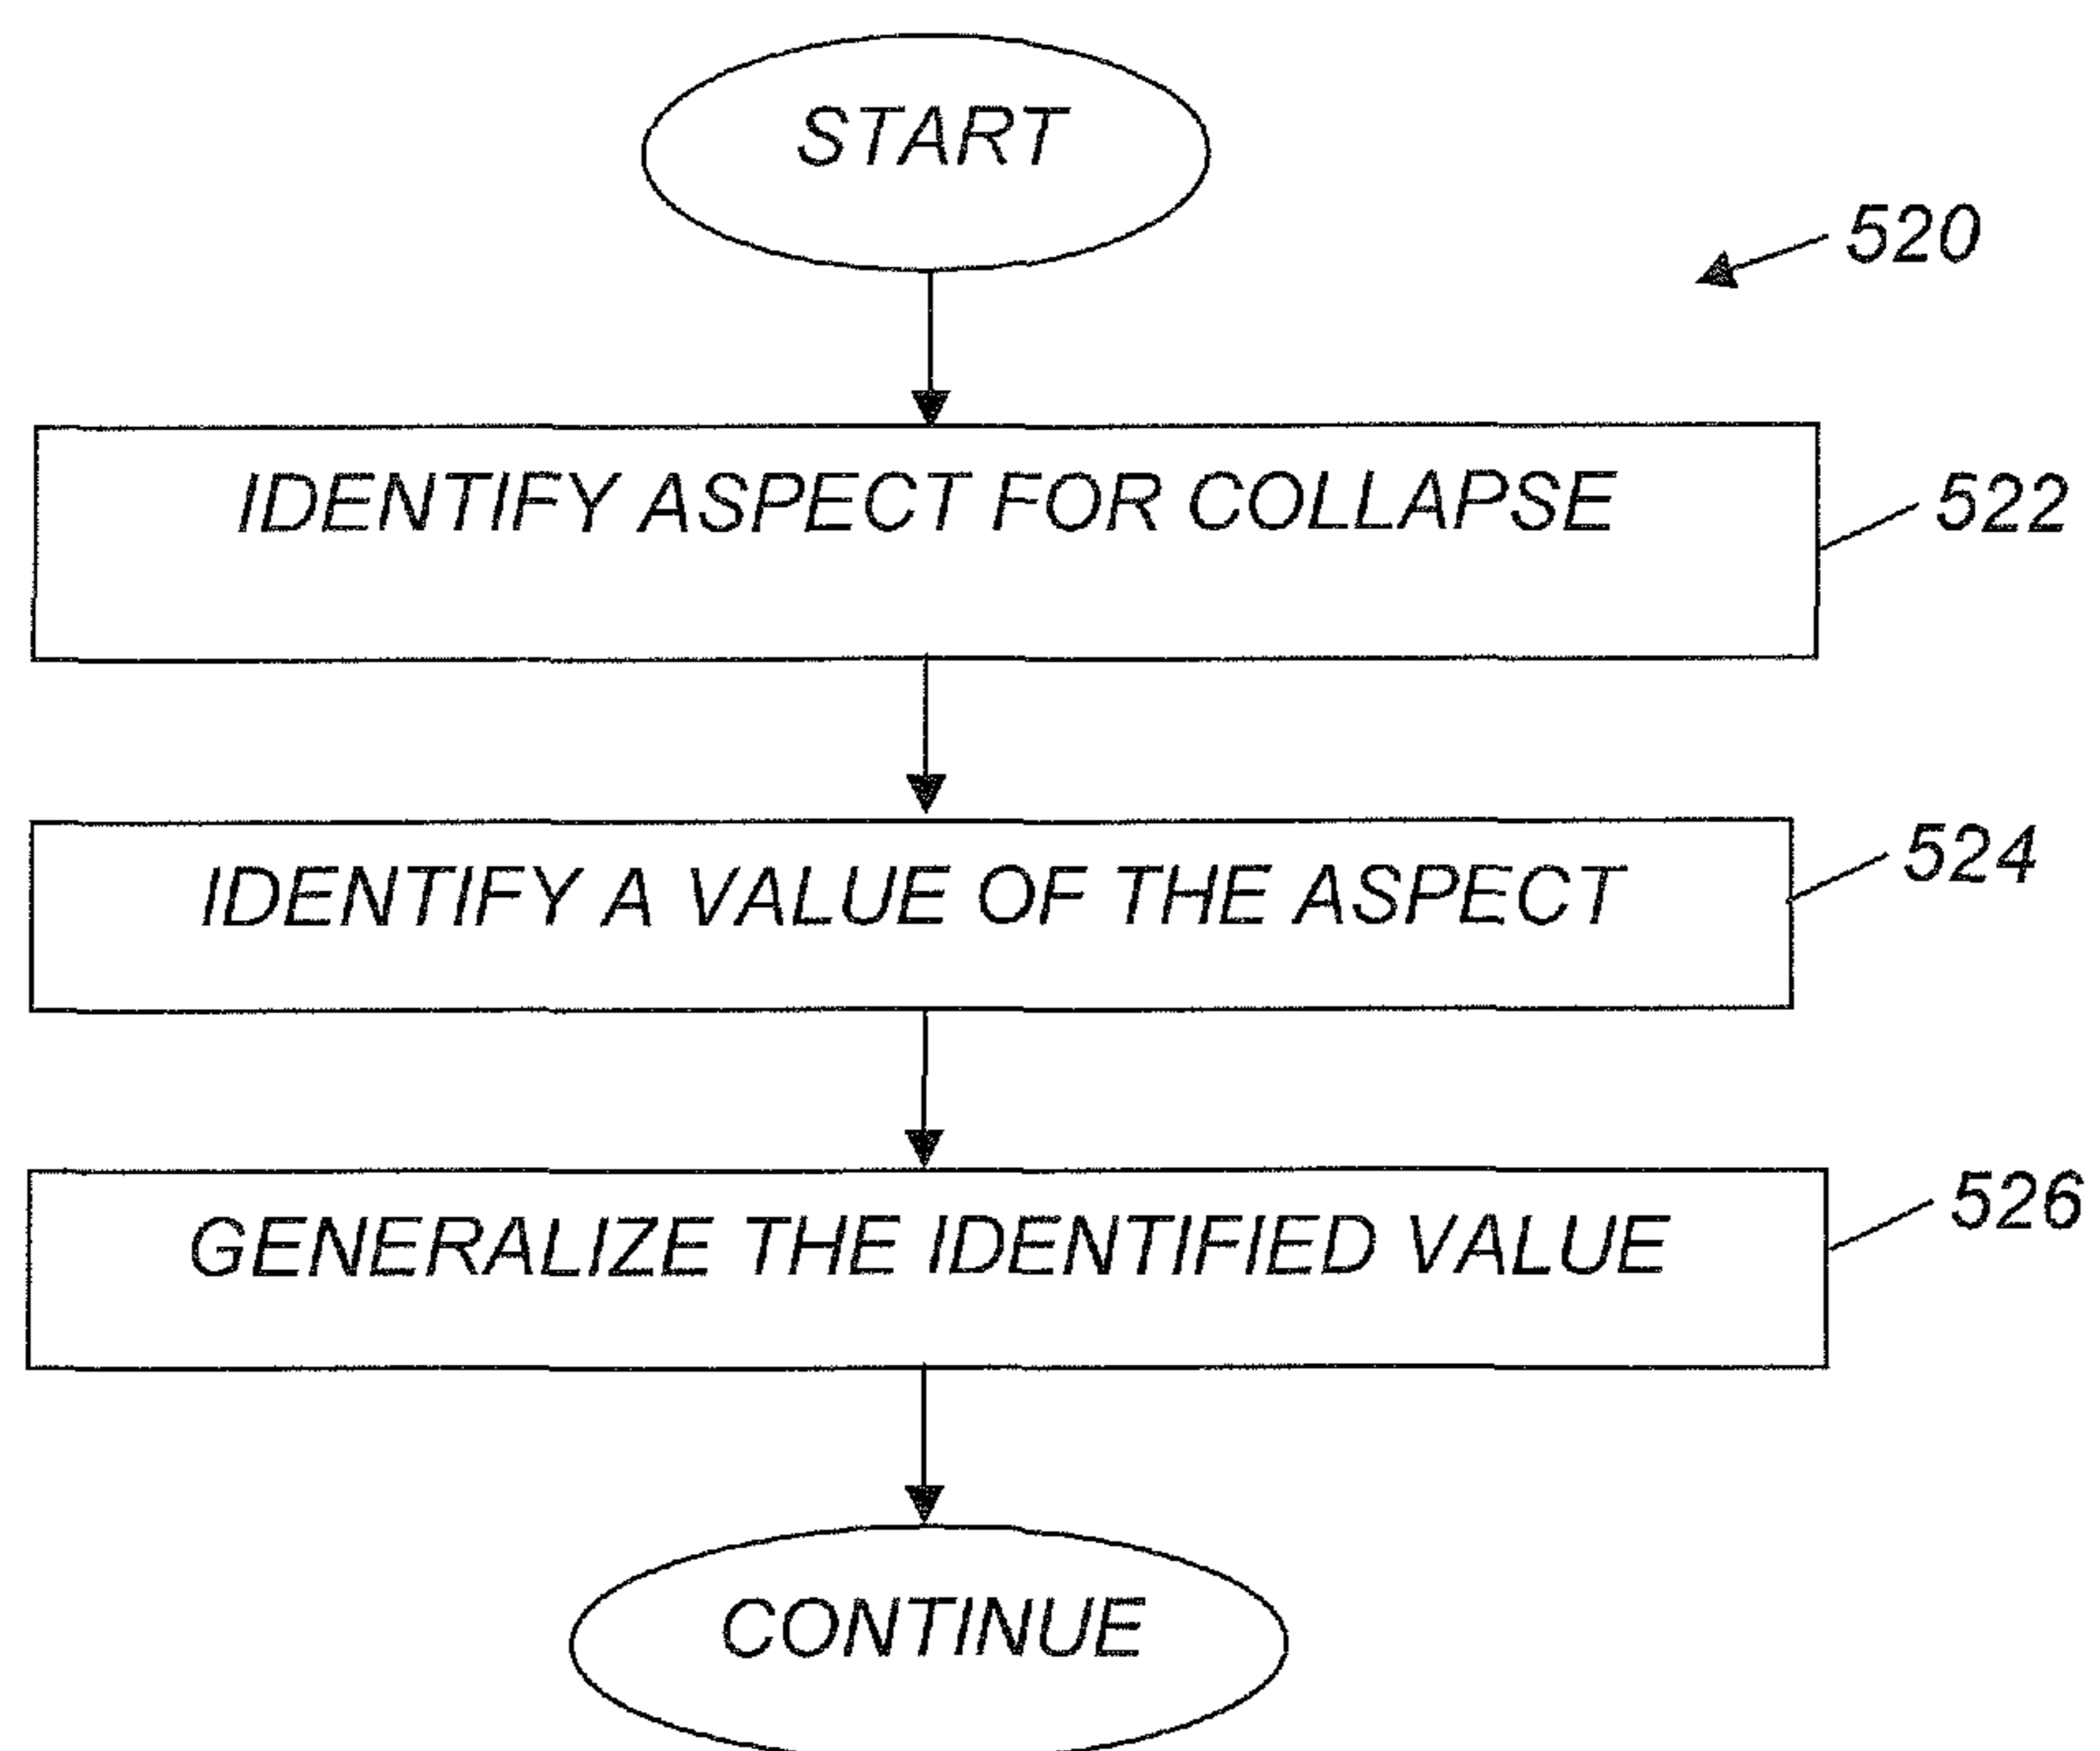 START
520
IDENTIFY ASPECT FOR COLLAPSE
522
IDENTIFY A VALUE OF THE ASPECT
524
GENERALIZE THE IDENTIFIED VALUE
526
CONTINUE